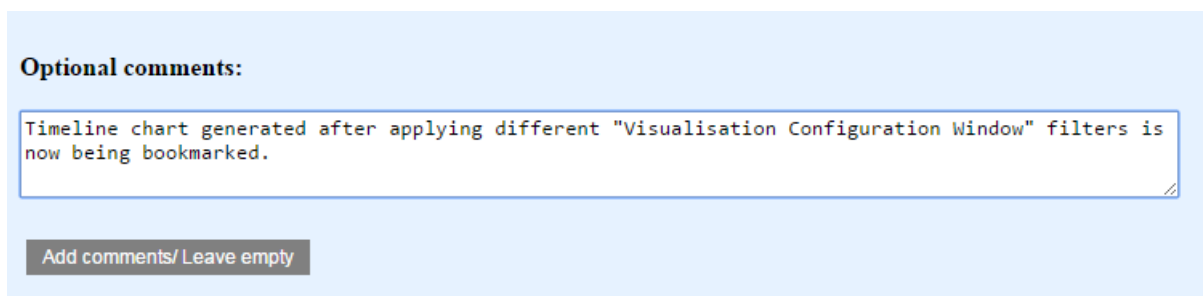 Optional comments:
Timeline chart generated after applying different "Visualisation Configuration Window" filters is
now being bookmarked.
Add comments/ Leave empty